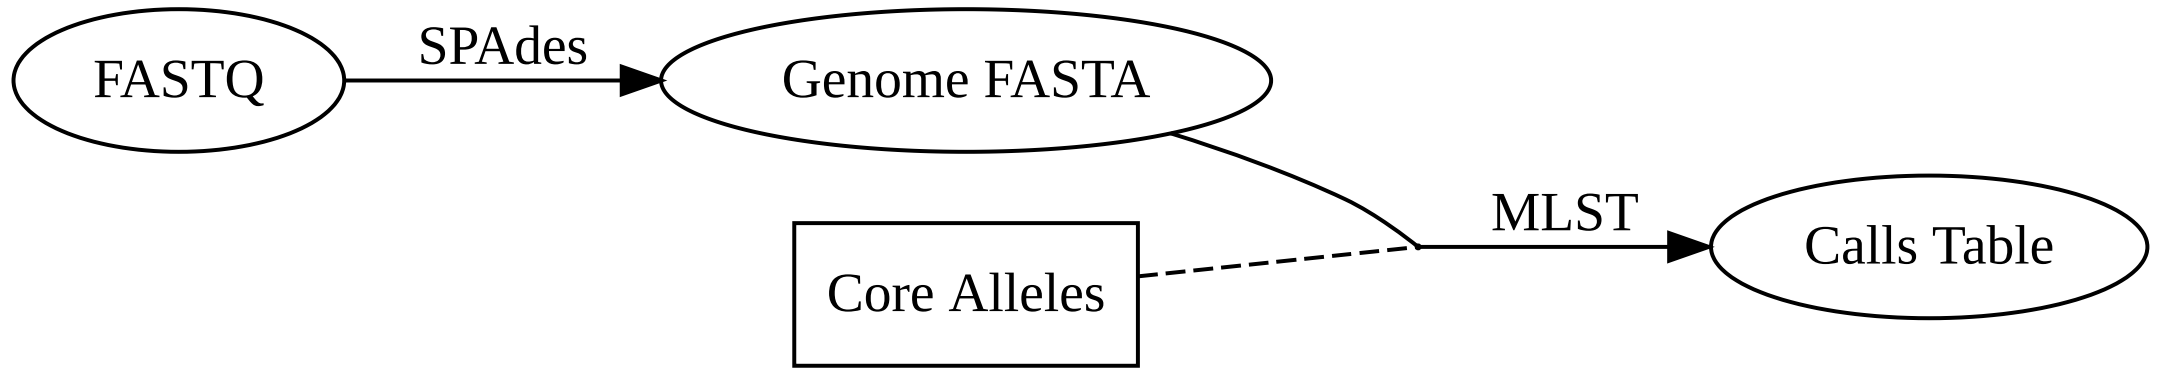 SPAdes
FASTQ
Genome FASTA
MLST
Calls Table
Core Alleles